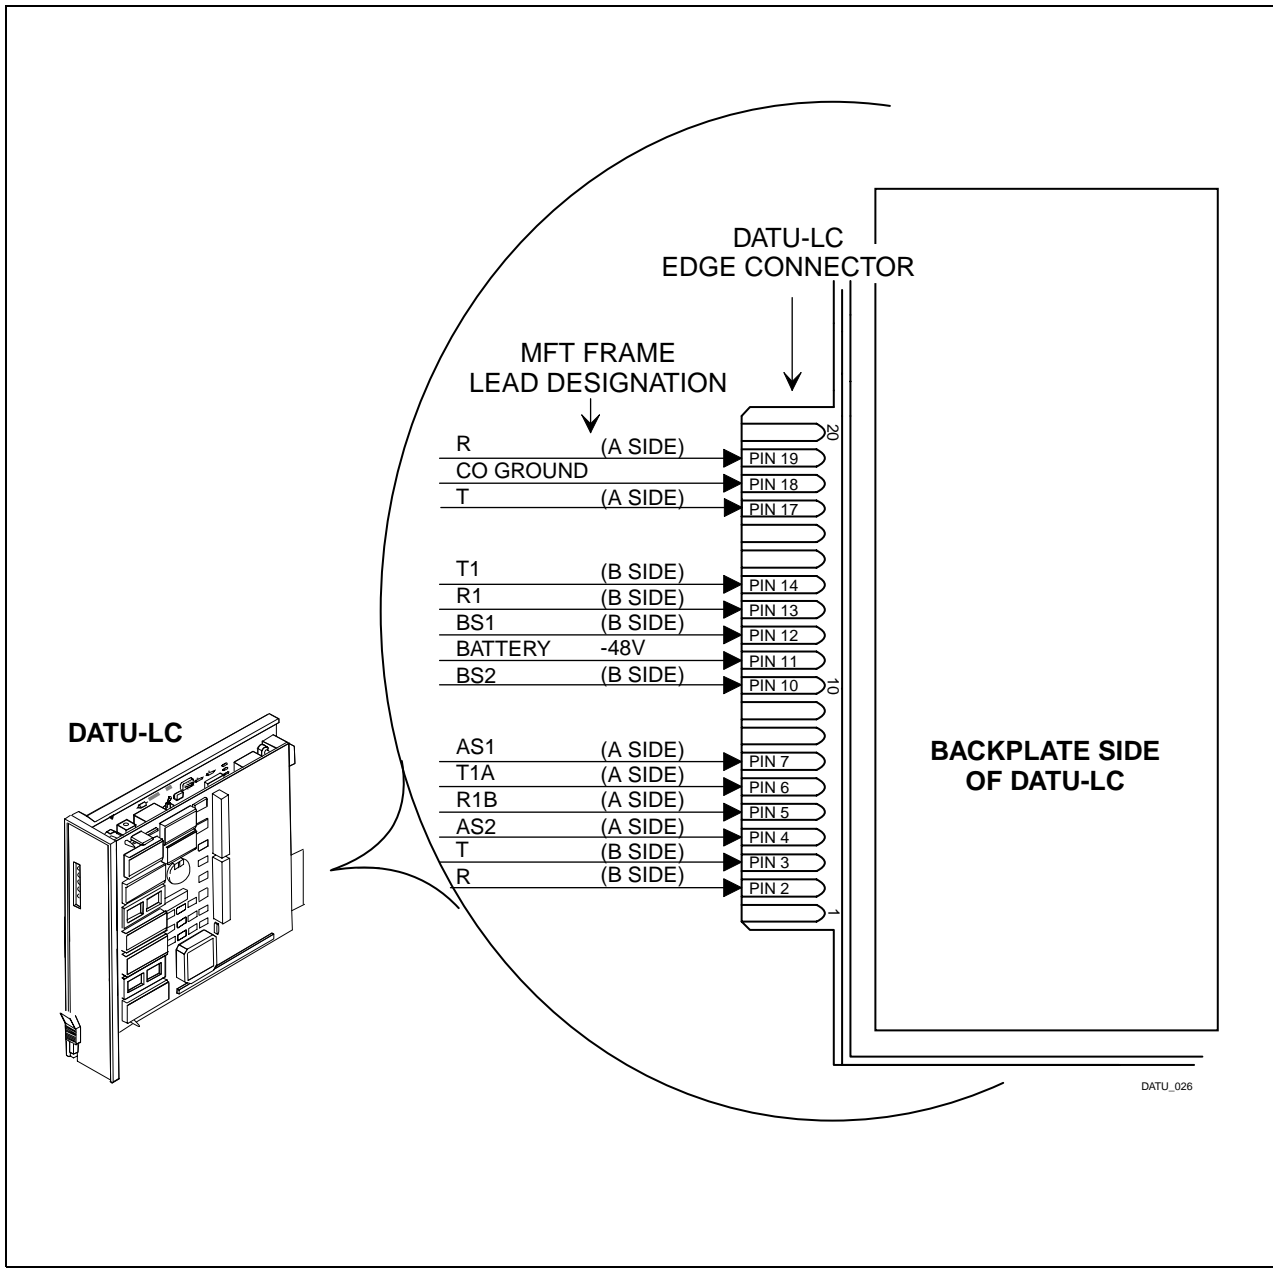 DATU-LC
EDGE CONNECTOR
MFT FRAME
LEAD DESIGNATION
20
R (A SIDE) PIN 19
CO GROUND PIN 18
T (A SIDE) PIN 17
T1 (B SIDE) PIN 14
R1 (B SIDE) PIN 13
BS1 (B SIDE) PIN 12
BATTERY -48V PIN 11
BS2 (B SIDE) PIN 10 10
AS1 (A SIDE) PIN 7
T1A (A SIDE) PIN 6
R1B (A SIDE) PIN 5
AS2 (A SIDE) PIN 4
T (B SIDE) PIN 3
R (B SIDE) PIN 2
1
DATU-LC
BACKPLATE SIDE
OF DATU-LC
DATU_026